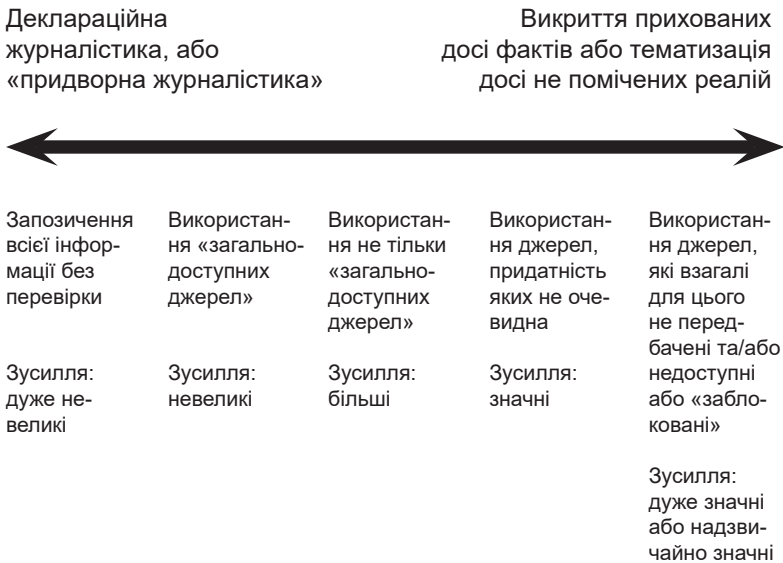 Деклараційна
журналістика, або
«придворна журналістика»
Викриття прихованих
досі фактів або тематизація
досі не помічених реалій
Запозичення
всієї інфор-
мації без
перевірки
Зусилля:
дуже не-
великі
Використан-
ня «загально-
доступних
джерел»
Зусилля:
невеликі
Використан-
ня не тільки
«загально-
доступних
джерел»
Зусилля:
більші
Використан-
ня джерел,
придатність
яких не оче-
видна
Зусилля:
значні
Використан-
ня джерел,
які взагалі
для цього
не перед-
бачені та/або
недоступні
або «забло-
ковані»
Зусилля:
дуже значні
або надзви-
чайно значні